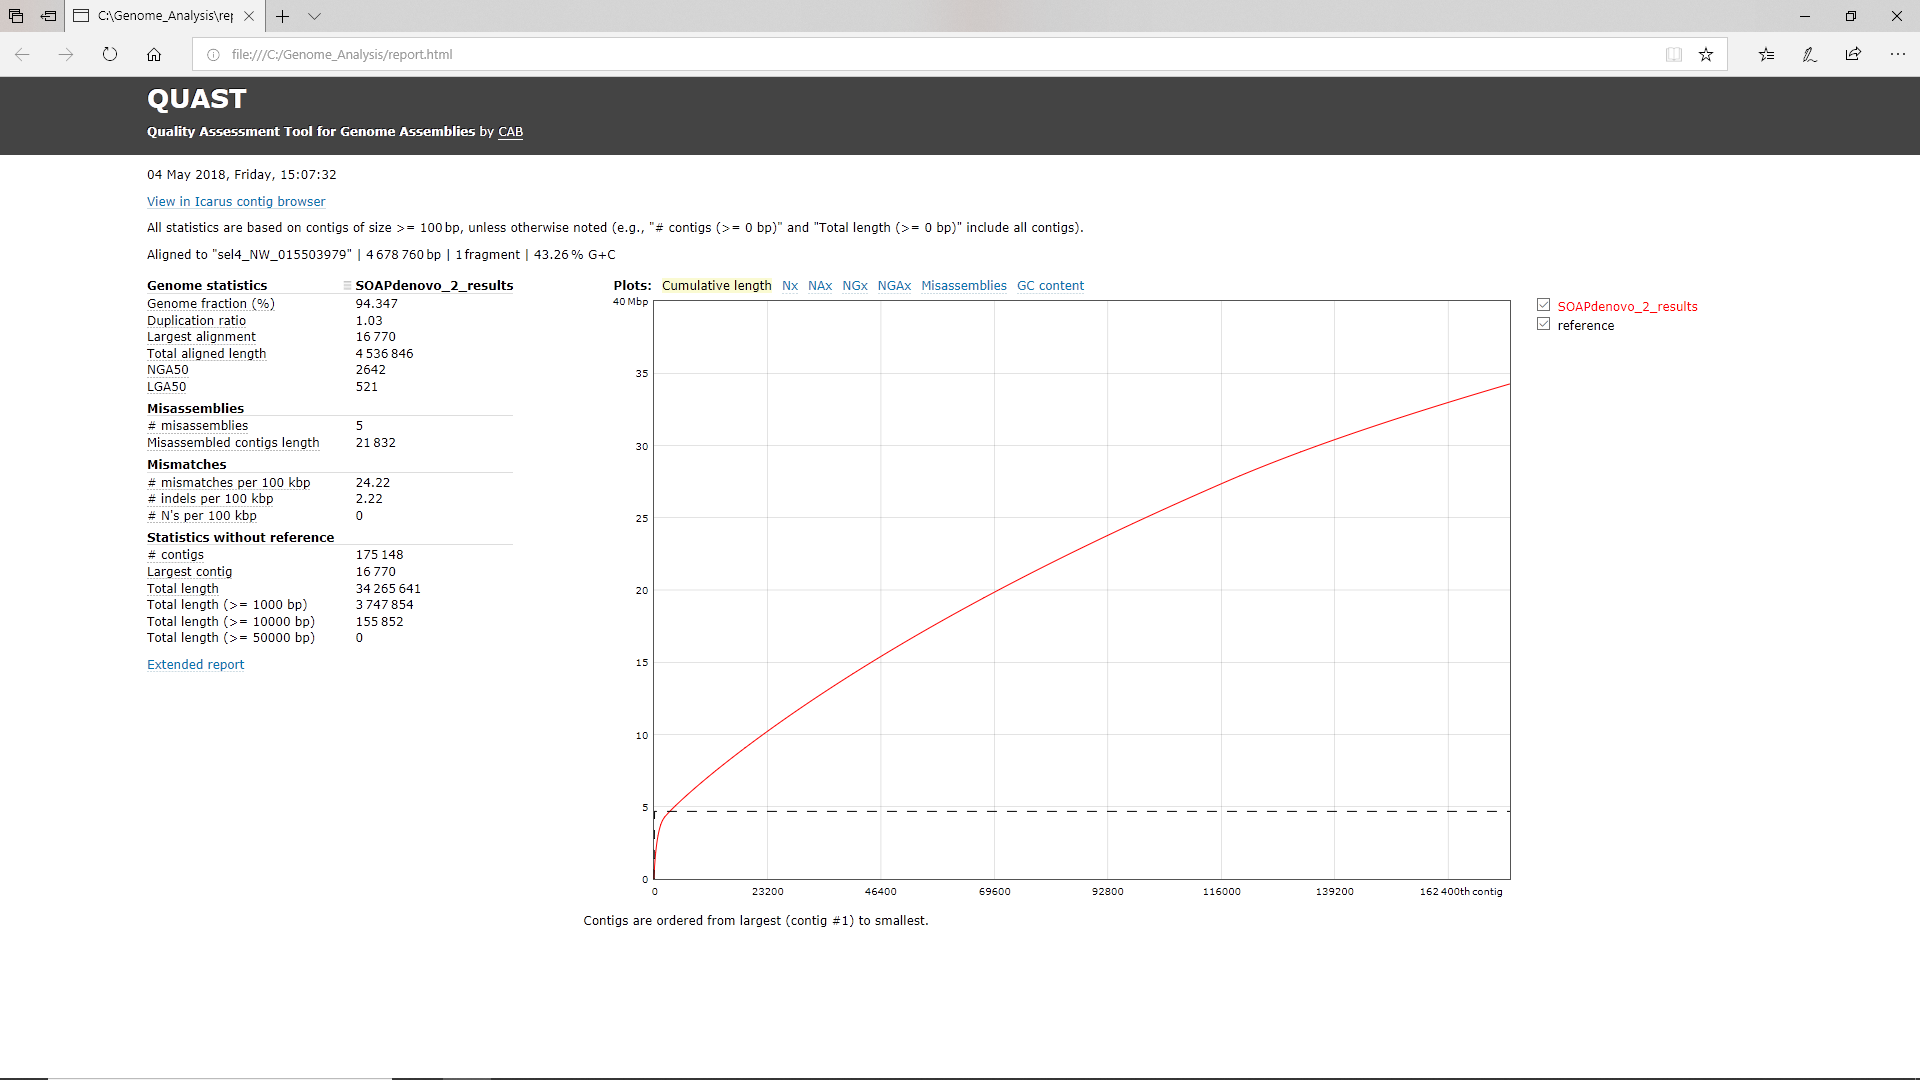 C:\Genome_Analysis\rep
file:///C:/Genome_Analysis/report.html
QUAST
Quality Assessment Tool for Genome Assemblies by CAB
04 May 2018, Friday, 15:07:32
View in Icarus contig browser
All statistics are based on contigs of size >= 100 bp, unless otherwise noted (e.g., "# contigs (>= 0 bp)" and "Total length (>= 0 bp)" include all contigs).
Aligned to "sel4_NW_015503979" | 4 678 760 bp | 1 fragment | 43.26 % G+C
Genome statistics SOAPdenovo_2_results
Genome fraction (%) 94.347
Duplication ratio 1.03
Largest alignment 16 770
Total aligned length 4 536 846
NGA50 2642
LGA50 521
Misassemblies
# misassemblies 5
Misassembled contigs length 21 832
Mismatches
# mismatches per 100 kbp 24.22
# indels per 100 kbp 2.22
# N's per 100 kbp 0
Statistics without reference
# contigs 175 148
Largest contig 16 770
Total length 34 265 641
Total length (>= 1000 bp) 3 747 854
Total length (>= 10000 bp) 155 852
Total length (>= 50000 bp) 0
Extended report
Plots: Cumulative length Nx NAx NGx NGAx Misassemblies GC content
40 Mbp
35
30
25
20
15
10
5
0
0 23200 46400 69600 92800 116000 139200 162 400th contig
Contigs are ordered from largest (contig #1) to smallest.
SOAPdenovo_2_results
reference